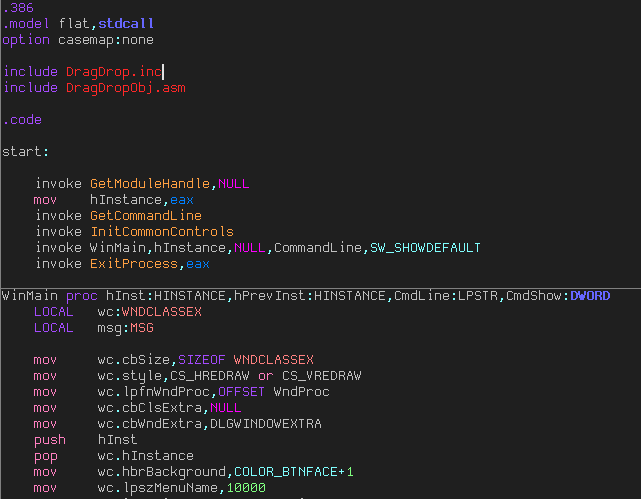 .386
.model flat,stdcall
option casemap:none
include DragDrop.inc
include DragDropObj.asm
.code
start:
invoke GetModuleHandle,NULL
mov hInstance,eax
invoke GetCommandLine
invoke InitCommonControls
invoke WinMain,hInstance,NULL,CommandLine,SW_SHOWDEFAULT
invoke ExitProcess,eax
WinMain proc hInst:HINSTANCE,hPrevInst:HINSTANCE,CmdLine:LPSTR,CmdShow:DWORD
LOCAL wc:WNDCLASSEX
LOCAL msg:MSG
mov wc.cbSize,SIZEOF WNDCLASSEX
mov wc.style,CS_HREDRAW or CS_VREDRAW
mov wc.lpfnWndProc,OFFSET WndProc
mov wc.cbClsExtra,NULL
mov wc.cbWndExtra,DLGWINDOWEXTRA
push hInst
pop wc.hInstance
mov wc.hbrBackground,COLOR_BTNFACE+1
mov wc.lpszMenuName,10000